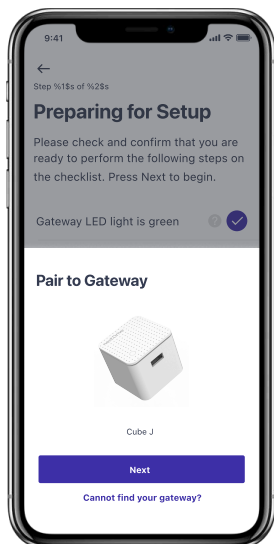 9:41
Step %1$s of %2$s
Preparing for Setup
Please check and confirm that you are
ready to perform the following steps on
the checklist. Press Next to begin.
Gateway LED light is green
?
Pair to Gateway
Cube J
Next
Cannot find your gateway?